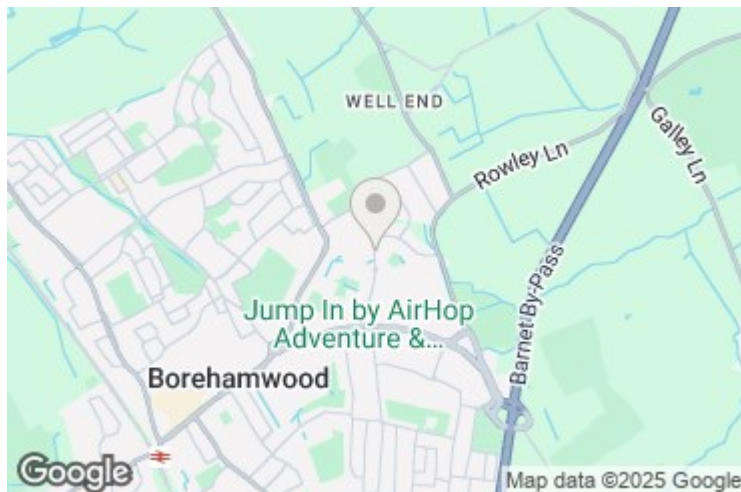 WELL END
Rowley Ln
Galley Ln
Barnet By-Pass
Jump In by AirHop
Adventure &...
Borehamwood
Google
Map data ©2025 Google